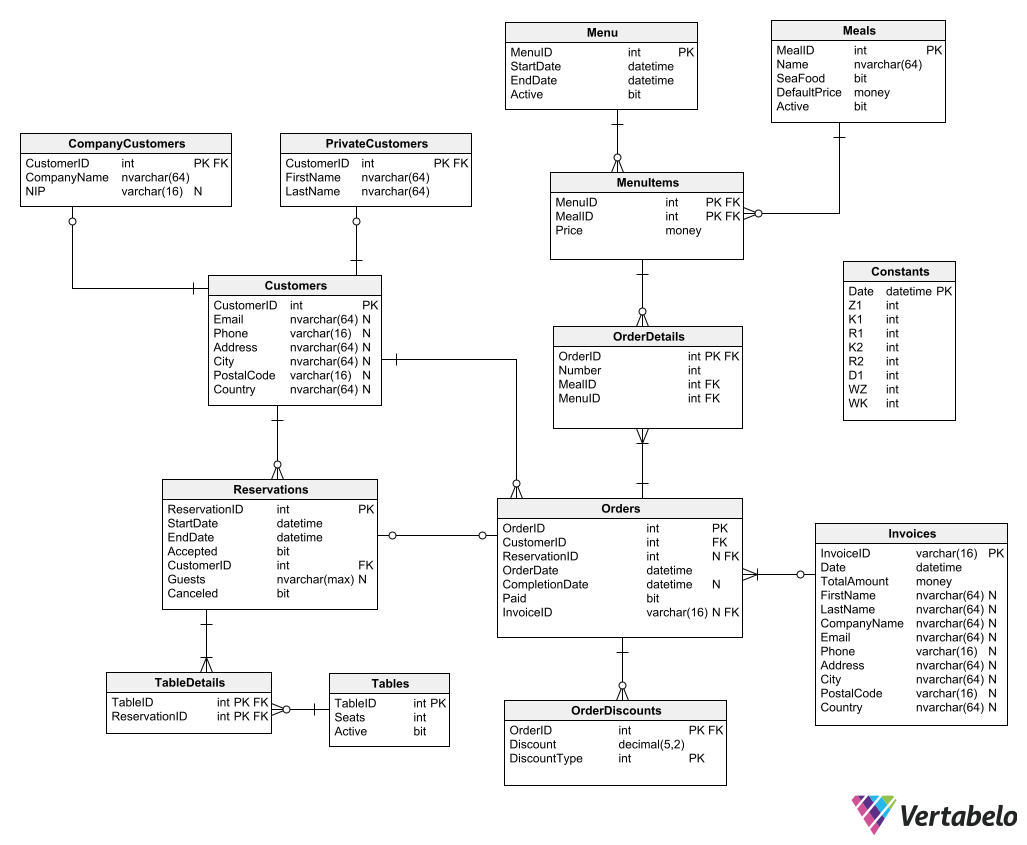 Menu
MenuID int PK
StartDate datetime
EndDate datetime
Active bit
Meals
MealID int PK
Name nvarchar(64)
SeaFood bit
DefaultPrice money
Active bit
CompanyCustomers
CustomerID int PK FK
CompanyName nvarchar(64)
NIP varchar(16) N
PrivateCustomers
CustomerID int PK FK
FirstName nvarchar(64)
LastName nvarchar(64)
MenuItems
MenuID int PK FK
MealID int PK FK
Price money
Constants
Date datetime PK
Z1 int
K1 int
R1 int
K2 int
R2 int
D1 int
WZ int
WK int
Customers
CustomerID int PK
Email nvarchar(64) N
Phone varchar(16) N
Address nvarchar(64) N
City nvarchar(64) N
PostalCode varchar(16) N
Country nvarchar(64) N
OrderDetails
OrderID int PK FK
Number int
MealID int FK
MenuID int FK
Reservations
ReservationID int PK
StartDate datetime
EndDate datetime
Accepted bit
CustomerID int FK
Guests nvarchar(max) N
Canceled bit
Orders
OrderID int PK
CustomerID int FK
ReservationID int N FK
OrderDate datetime
CompletionDate datetime N
Paid bit
InvoiceID varchar(16) N FK
Invoices
InvoiceID varchar(16) PK
Date datetime
TotalAmount money
FirstName nvarchar(64) N
LastName nvarchar(64) N
CompanyName nvarchar(64) N
Email nvarchar(64) N
Phone varchar(16) N
Address nvarchar(64) N
City nvarchar(64) N
PostalCode varchar(16) N
Country nvarchar(64) N
TableDetails
TableID int PK FK
ReservationID int PK FK
Tables
TableID int PK
Seats int
Active bit
OrderDiscounts
OrderID int PK FK
Discount decimal(5,2)
DiscountType int PK
Vertabelo